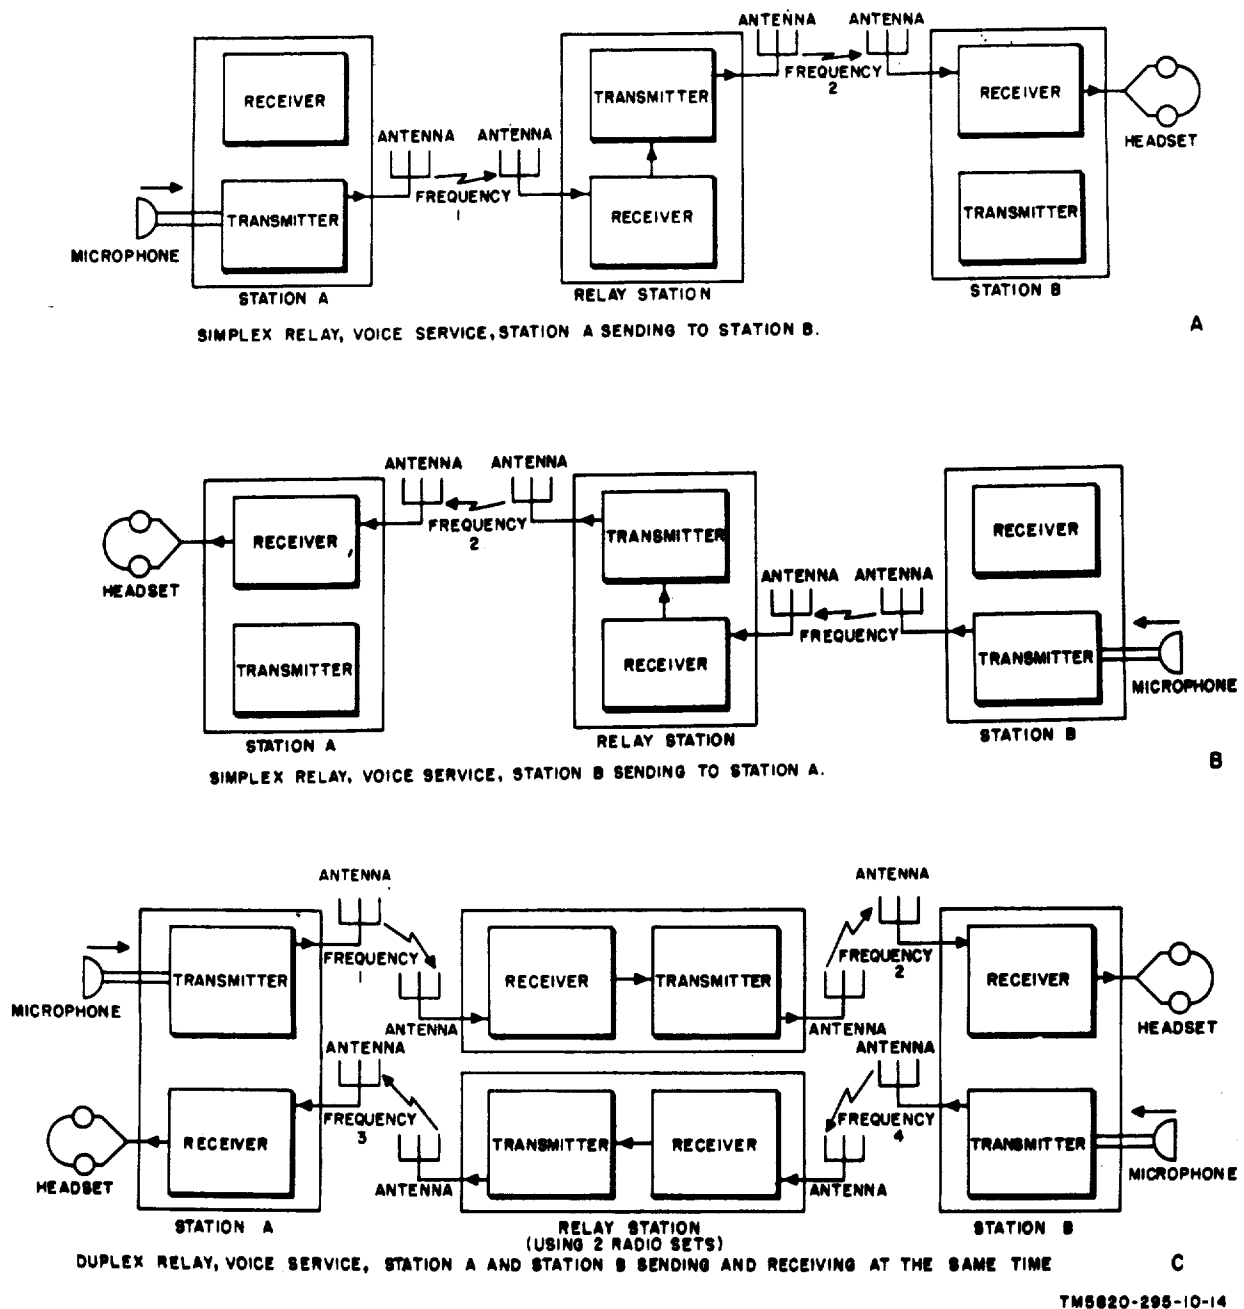 ANTENNA ANTENNA
RECEIVER
TRANSMITTER
FREQUENCY
2
RECEIVER
HEADSET
ANTENNA ANTENNA
FREQUENCY
1
TRANSMITTER
MICROPHONE
RECEIVER
TRANSMITTER
STATION A
RELAY STATION
STATION B
SIMPLEX RELAY, VOICE SERVICE, STATION A SENDING TO STATION B.
A
ANTENNA ANTENNA
RECEIVER
FREQUENCY
2
TRANSMITTER
RECEIVER
HEADSET
ANTENNA ANTENNA
FREQUENCY
TRANSMITTER
RECEIVER
TRANSMITTER
MICROPHONE
STATION A
RELAY STATION
STATION B
SIMPLEX RELAY, VOICE SERVICE, STATION B SENDING TO STATION A.
B
ANTENNA
ANTENNA
TRANSMITTER
FREQUENCY
1
RECEIVER
TRANSMITTER
FREQUENCY
2
RECEIVER
MICROPHONE
ANTENNA
ANTENNA
HEADSET
ANTENNA
ANTENNA
RECEIVER
FREQUENCY
3
TRANSMITTER
RECEIVER
FREQUENCY
4
TRANSMITTER
HEADSET
ANTENNA
ANTENNA
MICROPHONE
STATION A
RELAY STATION
(USING 2 RADIO SETS)
STATION B
DUPLEX RELAY, VOICE SERVICE, STATION A AND STATION B SENDING AND RECEIVING AT THE SAME TIME
C
TM5820-295-10-14